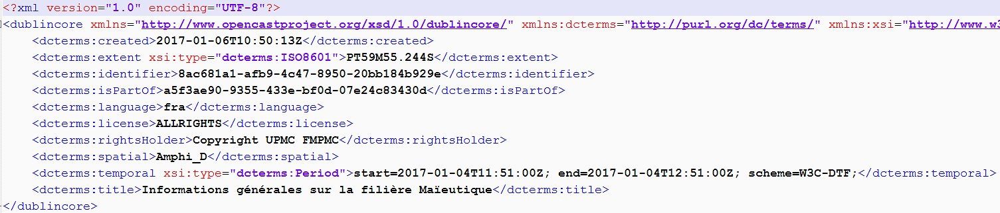 <?xml version="1.0" encoding="UTF-8"?>
<dublincore xmlns="http://www.opencastproject.org/xsd/1.0/dublincore/" xmlns:dcterms="http://purl.org/dc/terms/" xmlns:xsi="http://www.w3
<dcterms:created>2017-01-06T10:50:13Z</dcterms:created>
<dcterms:extent xsi:type="dcterms:ISO8601">PT59M55.244S</dcterms:extent>
<dcterms:identifier>8ac681a1-afb9-4c47-8950-20bb184b929e</dcterms:identifier>
<dcterms:isPartOf>a5f3ae90-9355-433e-bf0d-07e24c83430d</dcterms:isPartOf>
<dcterms:language>fra</dcterms:language>
<dcterms:license>ALLRIGHTS</dcterms:license>
<dcterms:rightsHolder>Copyright UPMC FMPMC</dcterms:rightsHolder>
<dcterms:spatial>Amphi_D</dcterms:spatial>
<dcterms:temporal xsi:type="dcterms:Period">start=2017-01-04T11:51:00Z; end=2017-01-04T12:51:00Z; scheme=W3C-DTF;</dcterms:temporal>
<dcterms:title>Informations générales sur la filière Maïeutique</dcterms:title>
</dublincore>